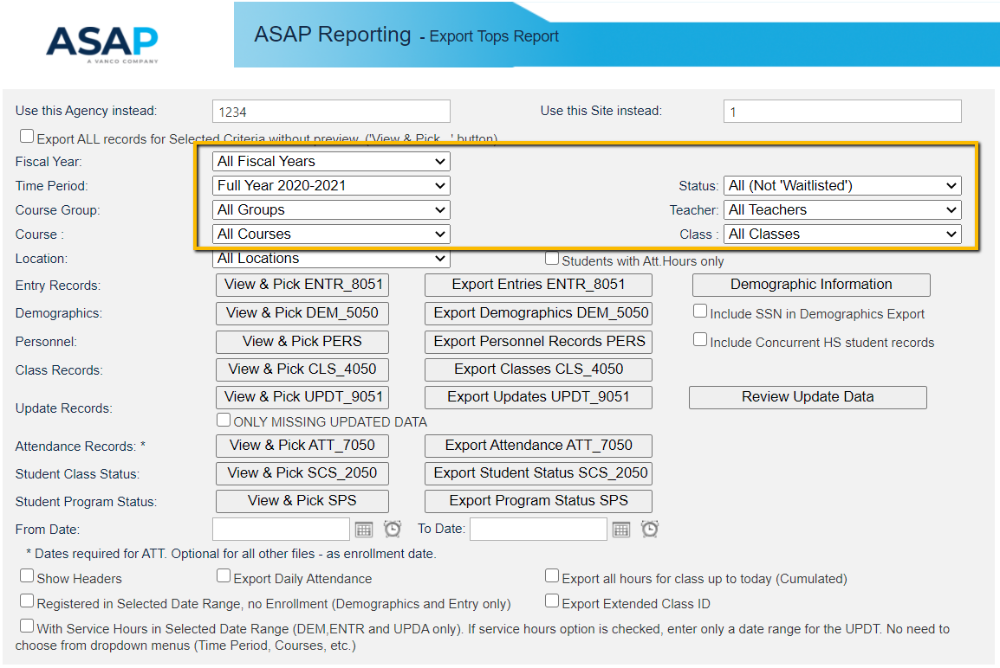 ASAP
A VANCO COMPANY
ASAP Reporting - Export Tops Report
Use this Agency instead: 1234 Use this Site instead: 1
Export ALL records for Selected Criteria without preview. ('View & Pick...' button)
Fiscal Year: All Fiscal Years
Time Period: Full Year 2020-2021 Status: All (Not 'Waitlisted')
Course Group: All Groups Teacher: All Teachers
Course : All Courses Class : All Classes
Location: All Locations Students with Att.Hours only
Entry Records: View & Pick ENTR_8051 Export Entries ENTR_8051 Demographic Information
Demographics: View & Pick DEM_5050 Export Demographics DEM_5050 Include SSN in Demographics Export
Personnel: View & Pick PERS Export Personnel Records PERS Include Concurrent HS student records
Class Records: View & Pick CLS_4050 Export Classes CLS_4050
Update Records: View & Pick UPDT_9051 Export Updates UPDT_9051 Review Update Data
ONLY MISSING UPDATED DATA
Attendance Records: * View & Pick ATT_7050 Export Attendance ATT_7050
Student Class Status: View & Pick SCS_2050 Export Student Status SCS_2050
Student Program Status: View & Pick SPS Export Program Status SPS
From Date: To Date:
* Dates required for ATT. Optional for all other files - as enrollment date.
Show Headers Export Daily Attendance Export all hours for class up to today (Cumulated)
Registered in Selected Date Range, no Enrollment (Demographics and Entry only) Export Extended Class ID
With Service Hours in Selected Date Range (DEM,ENTR and UPDA only). If service hours option is checked, enter only a date range for the UPDT. No need to
choose from dropdown menus (Time Period, Courses, etc.)